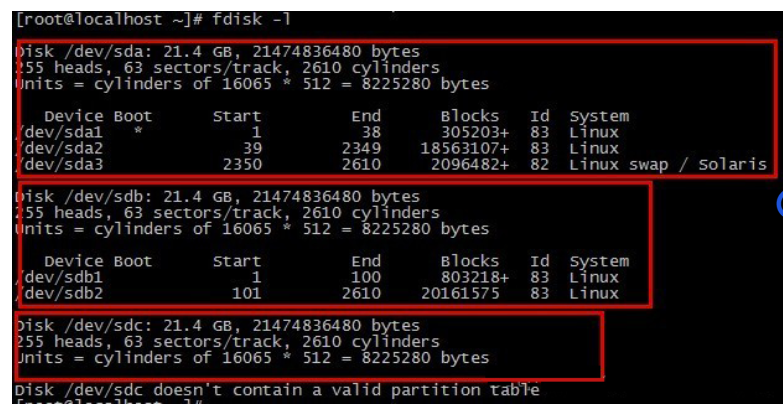 [root@localhost ~]# fdisk -l
Disk /dev/sda: 21.4 GB, 21474836480 bytes
255 heads, 63 sectors/track, 2610 cylinders
Units = cylinders of 16065 * 512 = 8225280 bytes
Device Boot Start End Blocks Id System
/dev/sda1 * 1 38 305203+ 83 Linux
/dev/sda2 39 2349 18563107+ 83 Linux
/dev/sda3 2350 2610 2096482+ 82 Linux swap / Solaris
Disk /dev/sdb: 21.4 GB, 21474836480 bytes
255 heads, 63 sectors/track, 2610 cylinders
Units = cylinders of 16065 * 512 = 8225280 bytes
Device Boot Start End Blocks Id System
/dev/sdb1 1 100 803218+ 83 Linux
/dev/sdb2 101 2610 20161575 83 Linux
Disk /dev/sdc: 21.4 GB, 21474836480 bytes
255 heads, 63 sectors/track, 2610 cylinders
Units = cylinders of 16065 * 512 = 8225280 bytes
Disk /dev/sdc doesn't contain a valid partition table